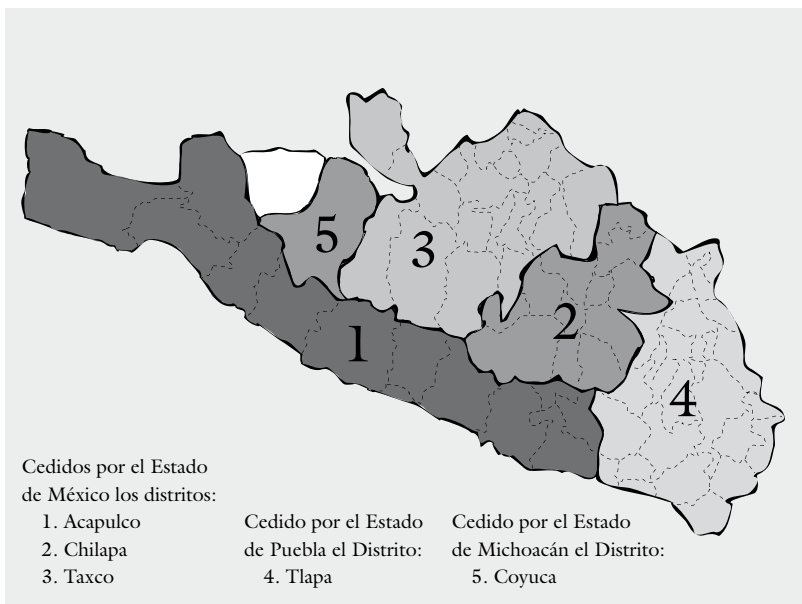 5
3
2
1
4
Cedidos por el Estado
de México los distritos:
1. Acapulco
2. Chilapa
3. Taxco
Cedido por el Estado
de Puebla el Distrito:
4. Tlapa
Cedido por el Estado
de Michoacán el Distrito:
5. Coyuca